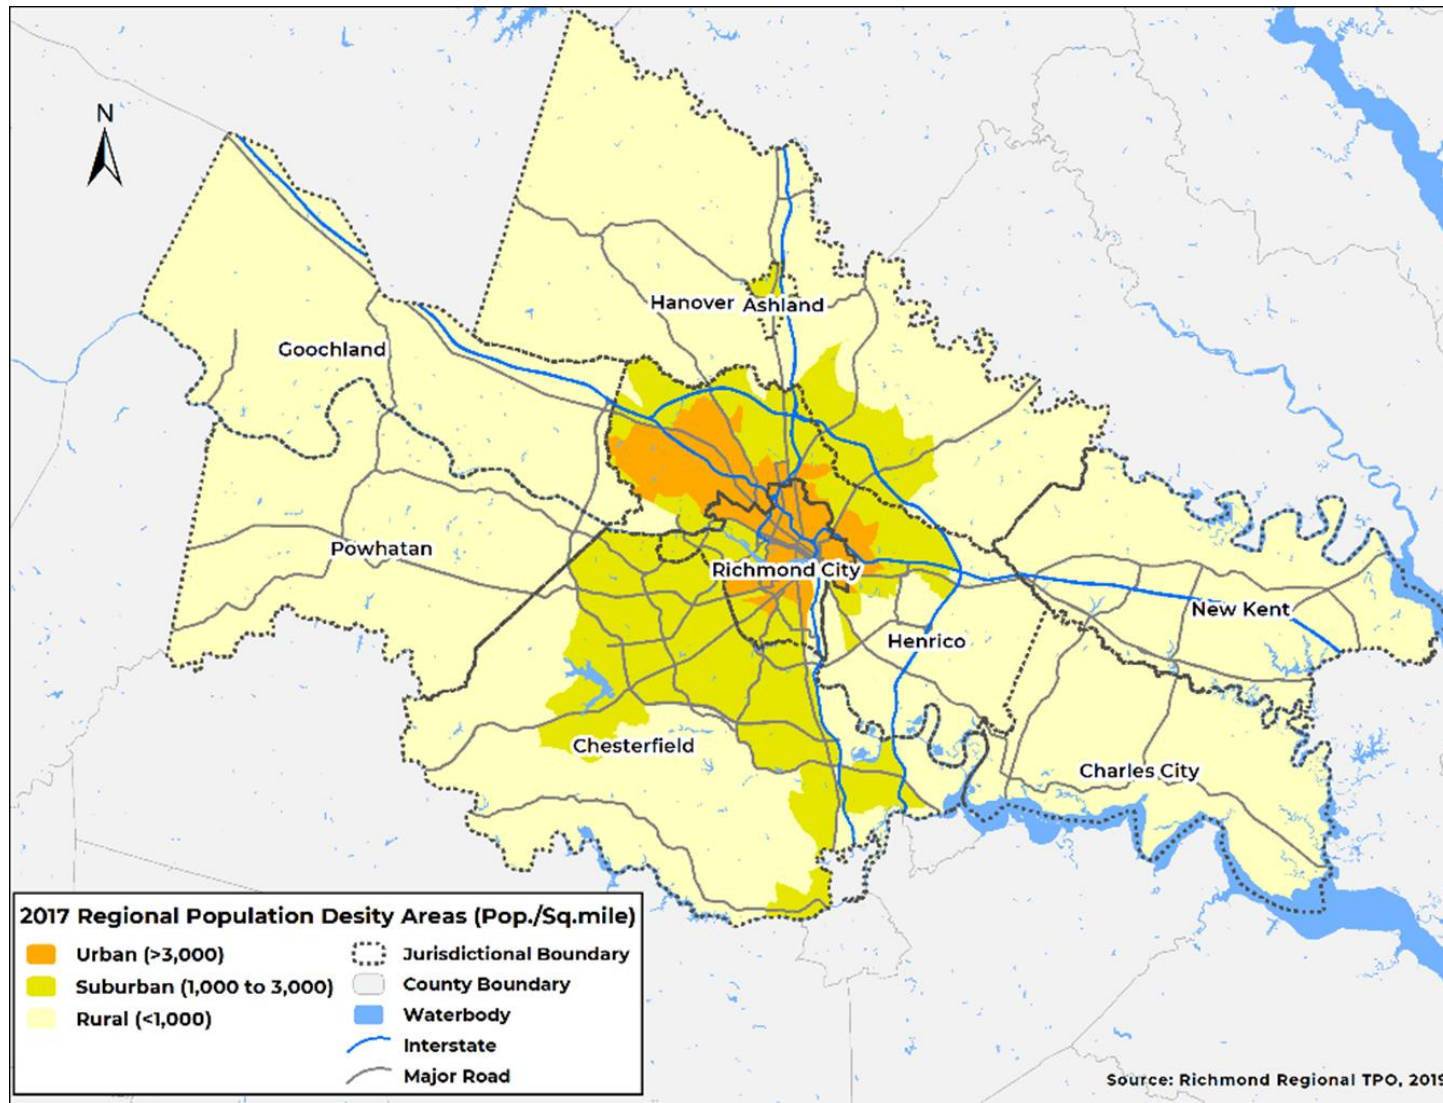 N
Hanover
Ashland
Goochland
Powhatan
Richmond City
New Kent
Henrico
Chesterfield
Charles City
2017 Regional Population Desity Areas (Pop./Sq.mile)
Urban (>3,000)
Suburban (1,000 to 3,000)
Rural (<1,000)
Jurisdictional Boundary
County Boundary
Waterbody
Interstate
Major Road
Source: Richmond Regional TPO, 2019